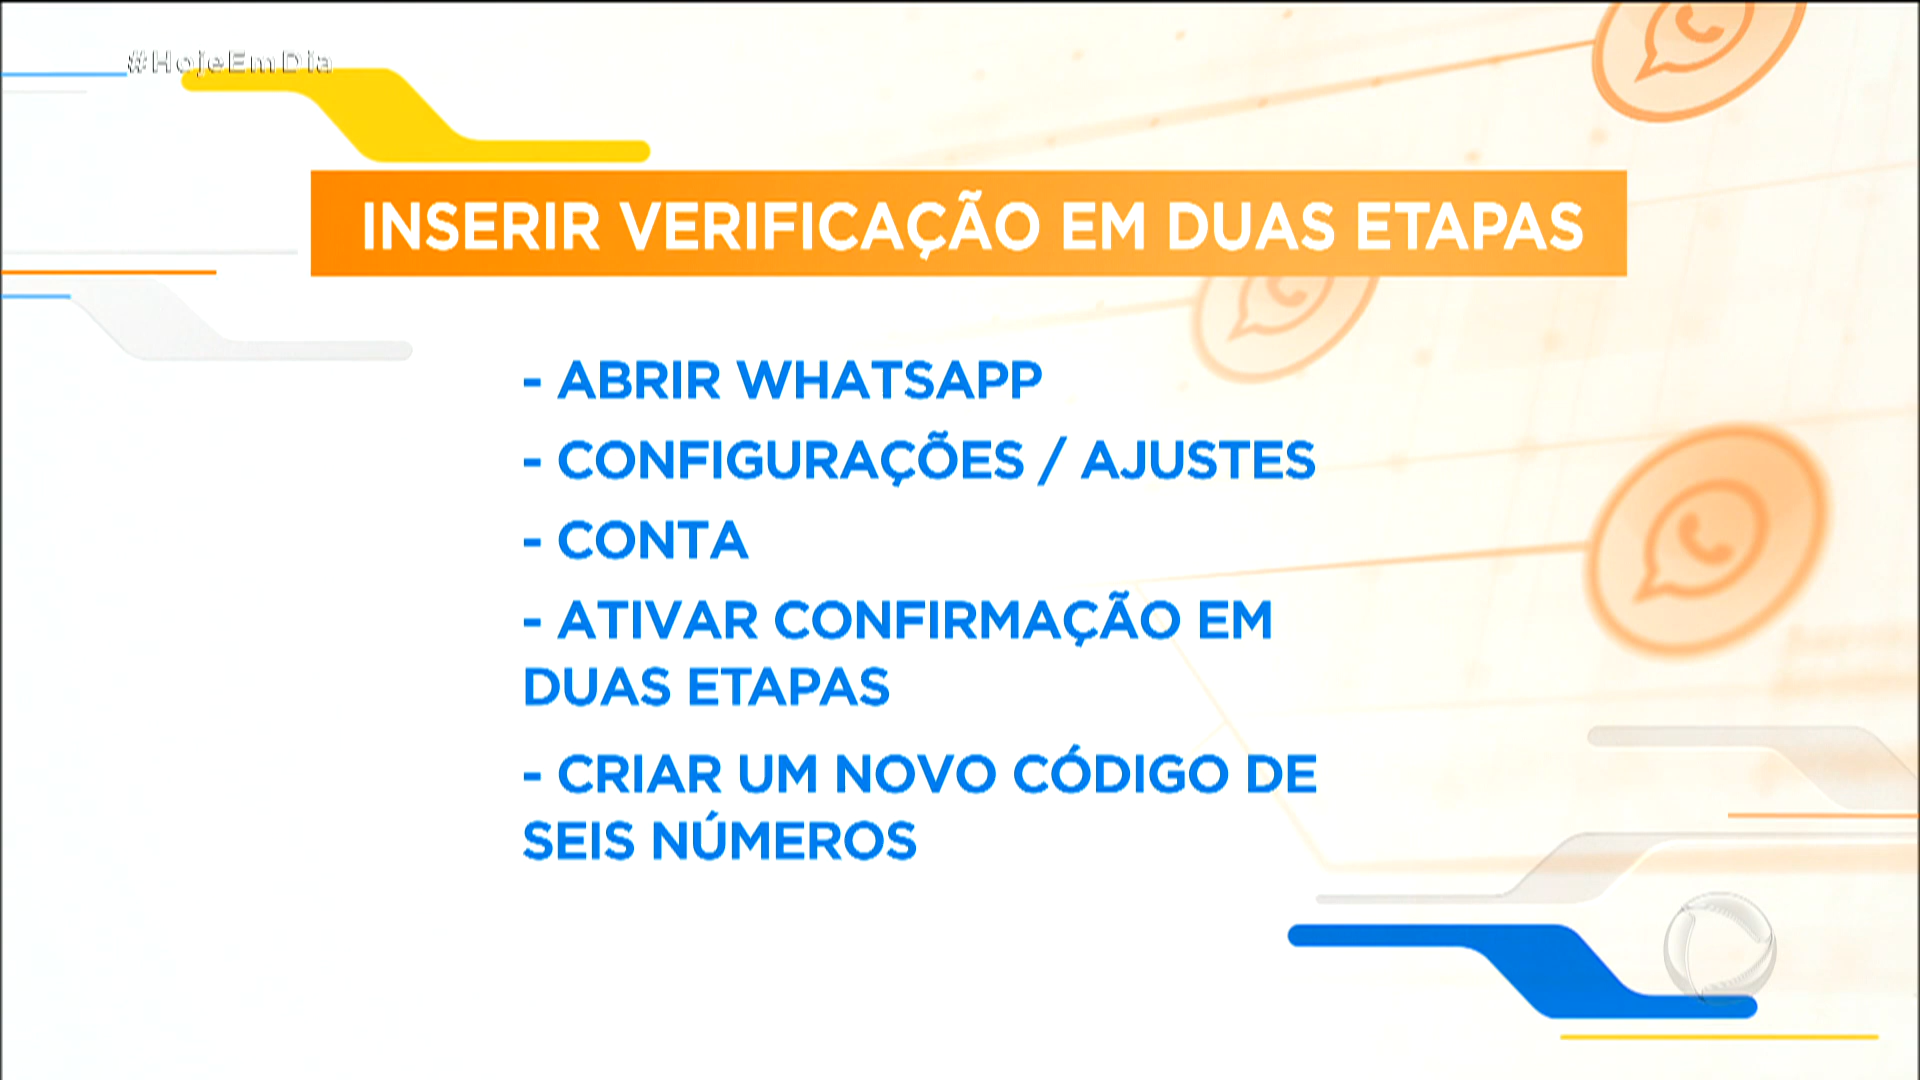 #HojeEmDia
INSERIR VERIFICAÇÃO EM DUAS ETAPAS
- ABRIR WHATSAPP
- CONFIGURAÇÕES / AJUSTES
- CONTA
- ATIVAR CONFIRMAÇÃO EM
DUAS ETAPAS
- CRIAR UM NOVO CÓDIGO DE
SEIS NÚMEROS